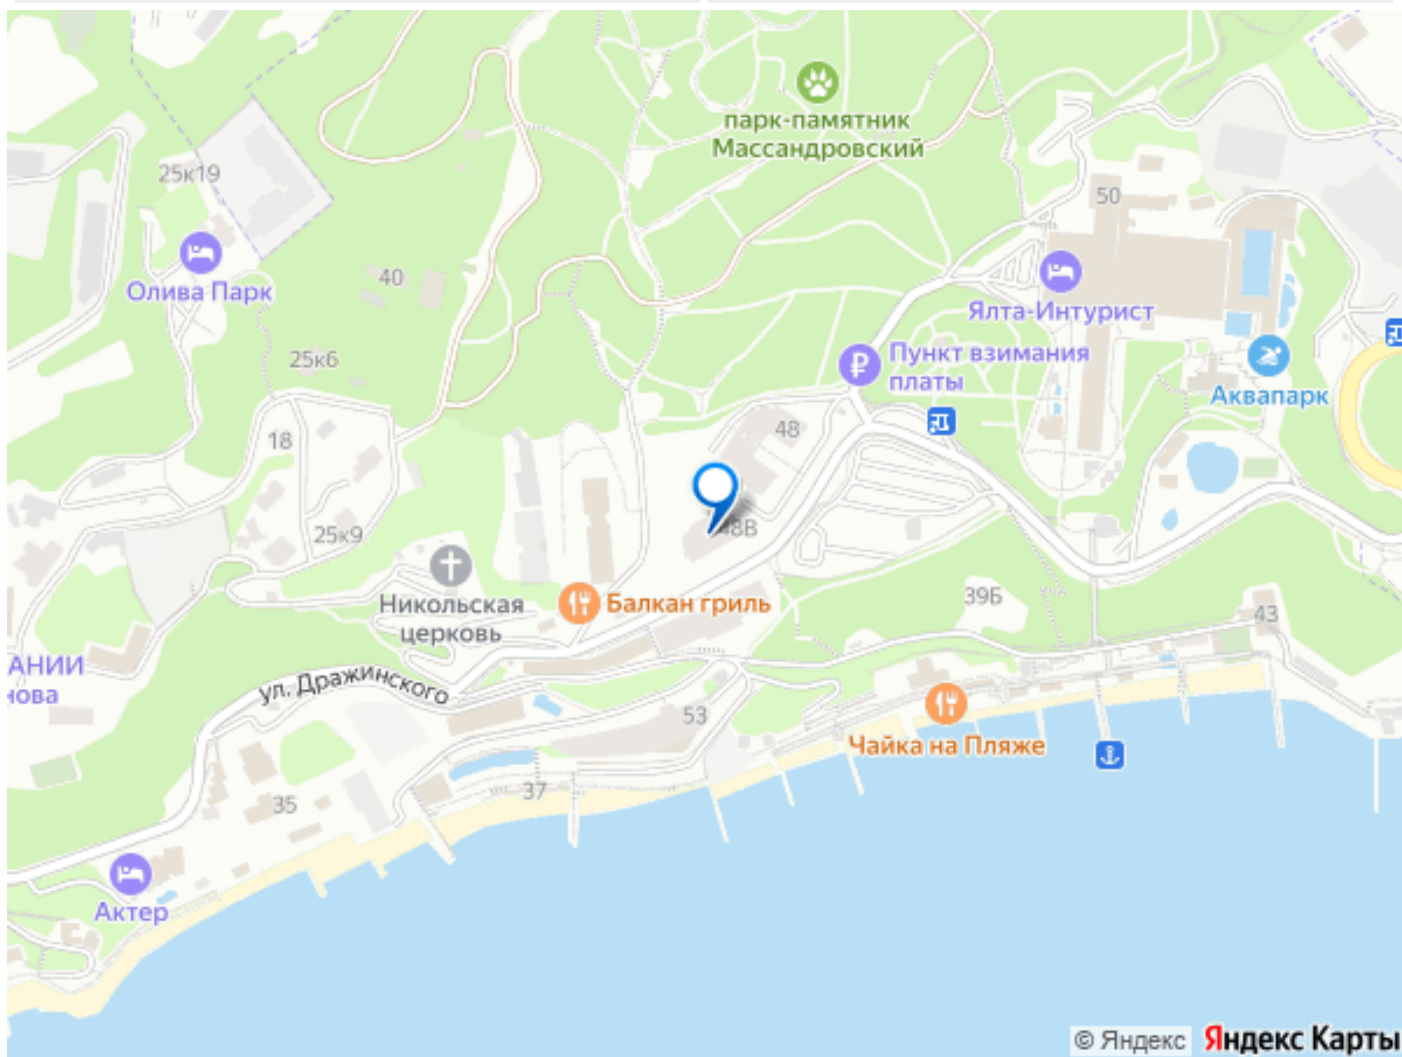 парк-памятник
Массандровский
25к19
50
Олива Парк
40
Ялта-Интурист
Пункт взимания
платы
25к6
Аквапарк
18
48
25к9
48В
Никольская
церковь
Балкан гриль
39Б
43
АНИИ
нова
ул. Дражинского
53
Чайка на Пляже
37
35
Актер
© Яндекс Яндекс Карты